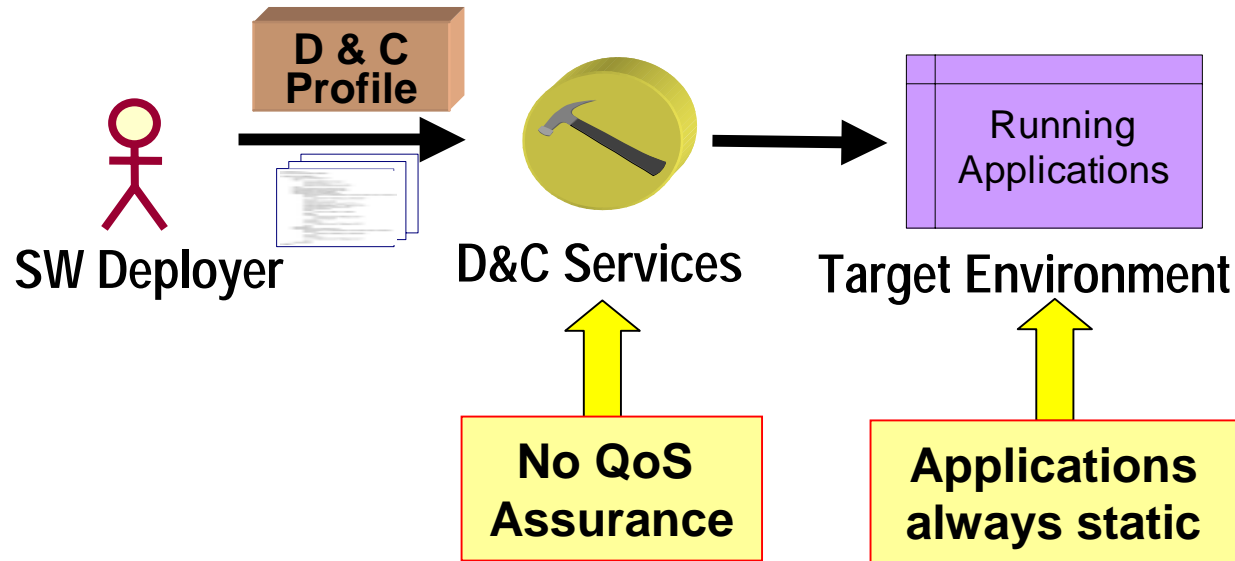 D & C
Profile
SW Deployer
D&C Services
Running
Applications
Target Environment
No QoS
Assurance
Applications
always static